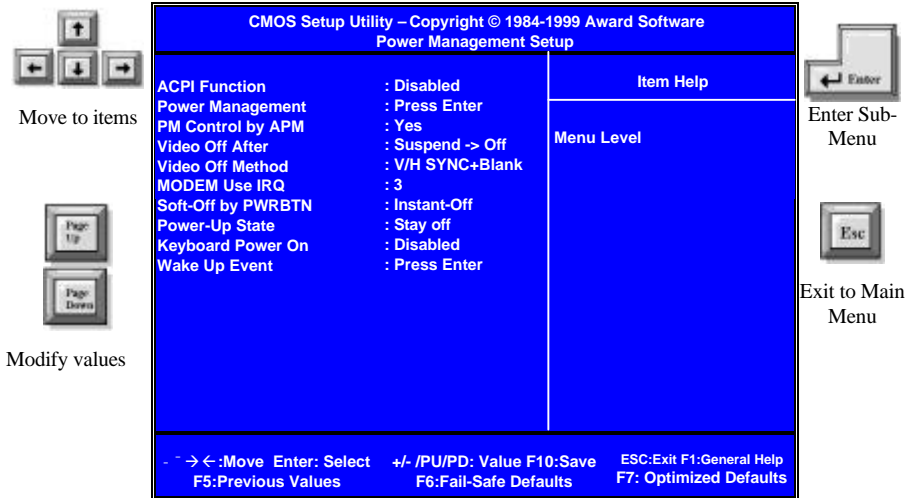 CMOS Setup Utility – Copyright © 1984-1999 Award Software
Power Management Setup
ACPI Function : Disabled
Power Management : Press Enter
PM Control by APM : Yes
Video Off After : Suspend -> Off
Video Off Method : V/H SYNC+Blank
MODEM Use IRQ : 3
Soft-Off by PWRBTN : Instant-Off
Power-Up State : Stay off
Keyboard Power On : Disabled
Wake Up Event : Press Enter
Item Help
Menu Level
- ¯ → ← :Move Enter: Select +/- /PU/PD: Value F10:Save ESC:Exit F1:General Help
F5:Previous Values F6:Fail-Safe Defaults F7: Optimized Defaults
Move to items
Page
Up
Page
Down
Modify values
Enter
Enter Sub-
Menu
Esc
Exit to Main
Menu